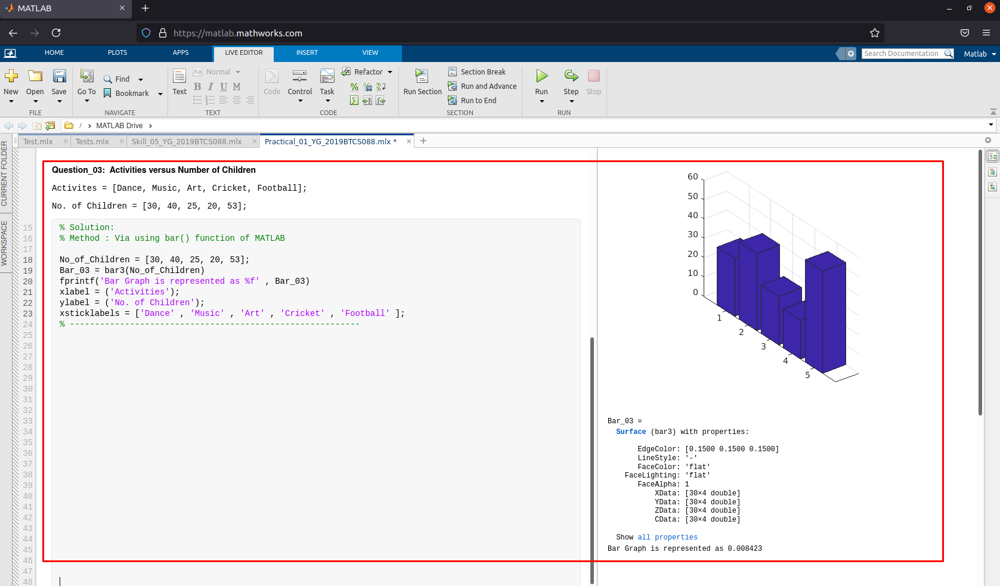 MATLAB
https://matlab.mathworks.com
HOME PLOTS APPS LIVE EDITOR INSERT VIEW
Search Documentation
Matlab
New Open Save
FILE
Go To
Find
Bookmark
NAVIGATE
Text
Aa Normal
B I U M
TEXT
Code Control Task
Refactor
CODE
Run Section
Section Break
Run and Advance
Run to End
SECTION
Run Step Stop
RUN
/ MATLAB Drive
Test.mlx Tests.mlx Skill_05_YG_2019BTCS088.mlx Practical_01_YG_2019BTCS088.mlx *
CURRENT FOLDER
WORKSPACE
Question_03: Activities versus Number of Children
Activites = [Dance, Music, Art, Cricket, Football];
No. of Children = [30, 40, 25, 20, 53];
15 % Solution:
16 % Method : Via using bar() function of MATLAB
17
18 No_of_Children = [30, 40, 25, 20, 53];
19 Bar_03 = bar3(No_of_Children)
20 fprintf('Bar Graph is represented as %f' , Bar_03)
21 xlabel = ('Activities');
22 ylabel = ('No. of Children');
23 xsticklabels = ['Dance' , 'Music' , 'Art' , 'Cricket' , 'Football' ];
24 % ----------------------------------------------------------
25
26
27
28
29
30
31
32
33
34
35
36
37
38
39
40
41
42
43
44
45
46
47
48
60
50
40
30
20
10
0
1
2
3
4
5
Bar_03 =
Surface (bar3) with properties:
EdgeColor: [0.1500 0.1500 0.1500]
LineStyle: '-'
FaceColor: 'flat'
FaceLighting: 'flat'
FaceAlpha: 1
XData: [30×4 double]
YData: [30×4 double]
ZData: [30×4 double]
CData: [30×4 double]
Show all properties
Bar Graph is represented as 0.008423